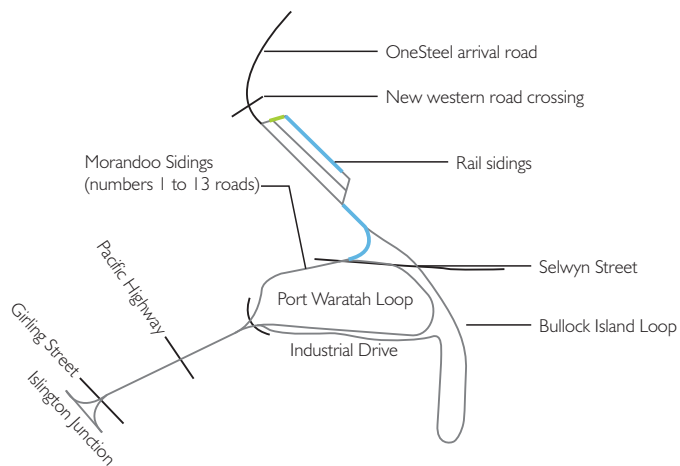 OneSteel arrival road
New western road crossing
Rail sidings
Morandoo Sidings
(numbers 1 to 13 roads)
Selwyn Street
Pacific Highway
Port Waratah Loop
Bullock Island Loop
Industrial Drive
Girling Street
Islington Junction